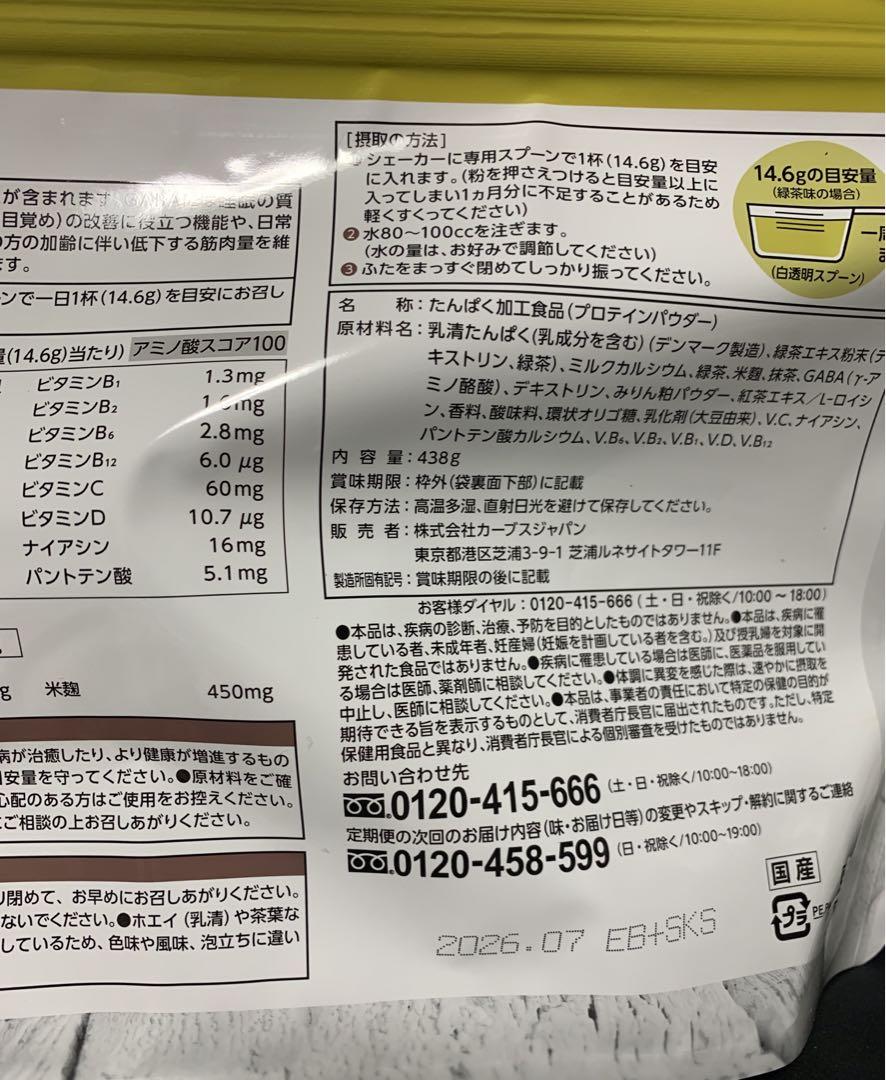 が含まれます。GABAには睡眠の質
目覚め)の改善に役立つ機能や、日常
の方の加齢に伴い低下する筋肉量を維
ます。
ンで一日1杯(14.6g)を目安にお召し
量(14.6g)当たり) アミノ酸スコア100
ビタミンB₁ 1.3mg
ビタミンB₂ mg
ビタミンB₆ 2.8mg
ビタミンB₁₂ 6.0 μg
ビタミンC 60mg
ビタミンD 10.7 μg
ナイアシン 16mg
パントテン酸 5.1mg
g 米麹 450mg
病が治癒したり、より健康が増進するもの
目安量を守ってください。●原材料をご確
心配のある方はご使用をお控えください。
ご相談の上お召しあがりください。
り閉めて、お早めにお召しあがりください。
ないでください。●ホエイ(乳清)や茶葉な
しているため、色味や風味、泡立ちに違い
[摂取の方法]
シェーカーに専用スプーンで1杯(14.6g)を目安
に入れます。(粉を押さえつけると目安量以上に
入ってしまい1ヵ月分に不足することがあるため
軽くすくってください)
❷水80~100ccを注ぎます。
(水の量は、お好みで調節してください)
❸ふたをまっすぐ閉めてしっかり振ってください。
14.6gの目安量
(緑茶味の場合)
(白透明スプーン)
名 称:たんぱく加工食品(プロテインパウダー)
原材料名:乳清たんぱく(乳成分を含む)(デンマーク製造)、緑茶エキス粉末(デ
キストリン、緑茶)、ミルクカルシウム、緑茶、米麹、抹茶、GABA(γ-ア
ミノ酪酸)、デキストリン、みりん粕パウダー、紅茶エキス/L-ロイシ
ン、香料、酸味料、環状オリゴ糖、乳化剤(大豆由来)、V.C、ナイアシン、
パントテン酸カルシウム、V.B₆、V.B₂、V.B₁、V.D、V.B₁₂
内容量:438g
賞味期限:枠外(袋裏面下部)に記載
保存方法:高温多湿、直射日光を避けて保存してください。
販売者:株式会社カーブスジャパン
東京都港区芝浦3-9-1 芝浦ルネサイトタワー11F
製造所固有記号:賞味期限の後に記載
お客様ダイヤル:0120-415-666(土・日・祝除く/10:00~18:00)
●本品は、疾病の診断、治療、予防を目的としたものではありません。●本品は、疾病に罹
患している者、未成年者、妊産婦(妊娠を計画している者を含む。)及び授乳婦を対象に開
発された食品ではありません。●疾病に罹患している場合は医師に、医薬品を服用してい
る場合は医師、薬剤師に相談してください。●体調に異変を感じた際は、速やかに摂取を
中止し、医師に相談してください。●本品は、事業者の責任において特定の保健の目的が
期待できる旨を表示するものとして、消費者庁長官に届出されたものです。ただし、特定
保健用食品と異なり、消費者庁長官による個別審査を受けたものではありません。
お問い合わせ先
0120-415-666(土・日・祝除く/10:00~18:00)
定期便の次回のお届け内容(味・お届け日等)の変更やスキップ・解約に関するご連絡
0120-458-599(日・祝除く/10:00~19:00)
国産
プラ
2026.07 EB+SKS